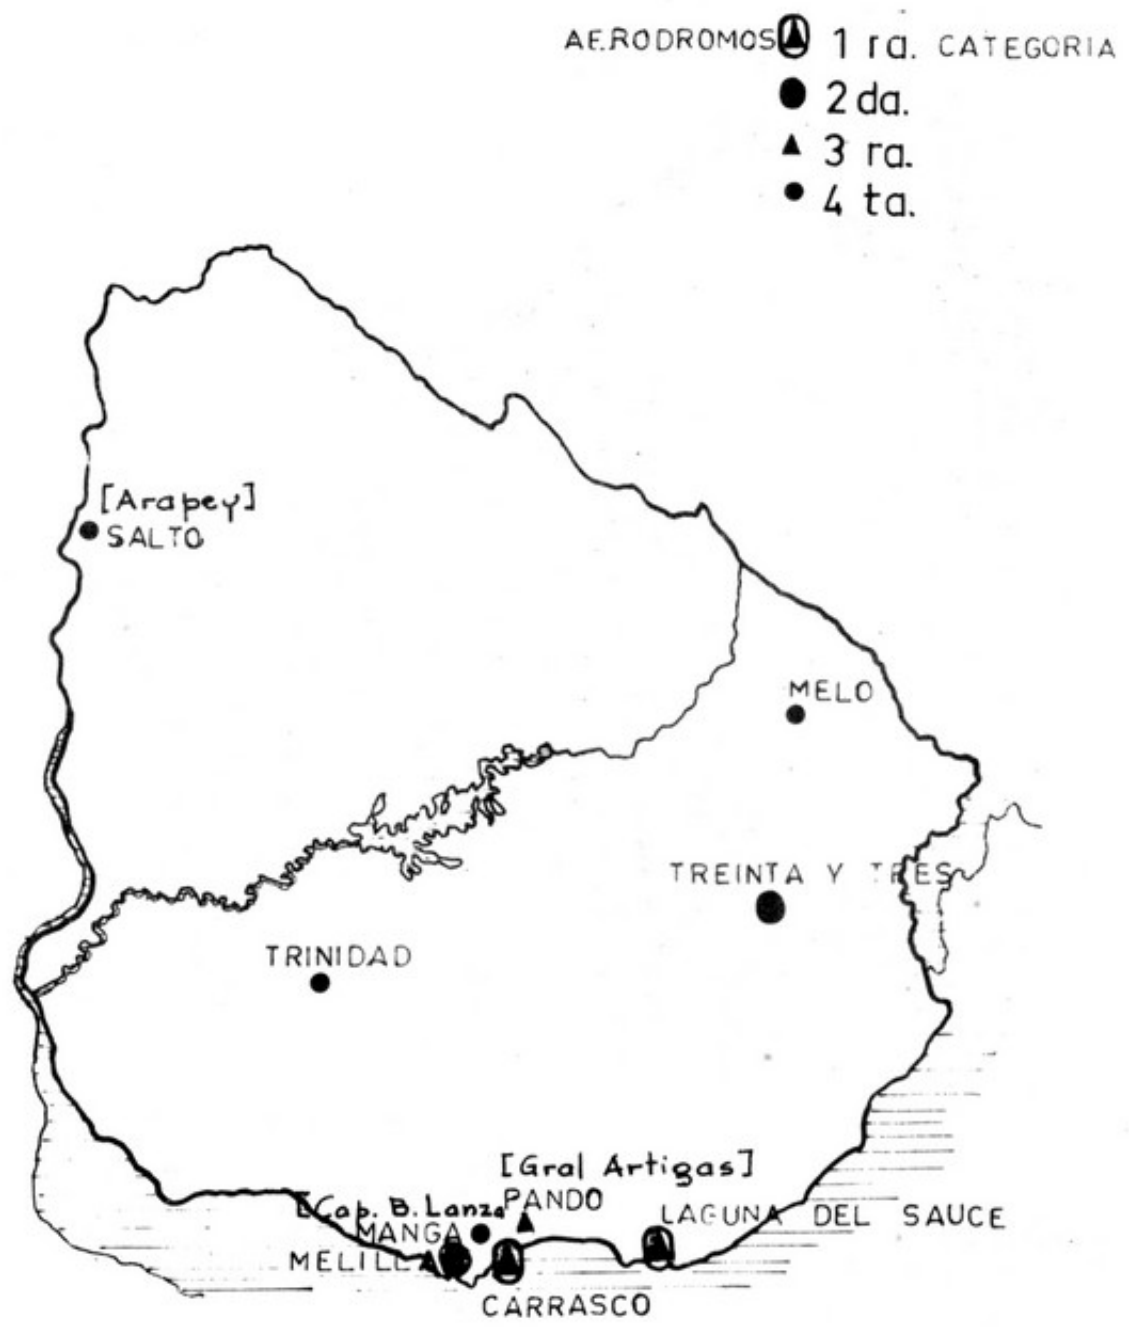 AERODROMOS 1 ra. CATEGORIA
2 da.
3 ra.
4 ta.
[Arapey]
SALTO
MELO
TREINTA Y TRES
TRINIDAD
[Gral Artigas]
[Cap. B. Lanza
PANDO
LAGUNA DEL SAUCE
MANGA
MELILLA
CARRASCO